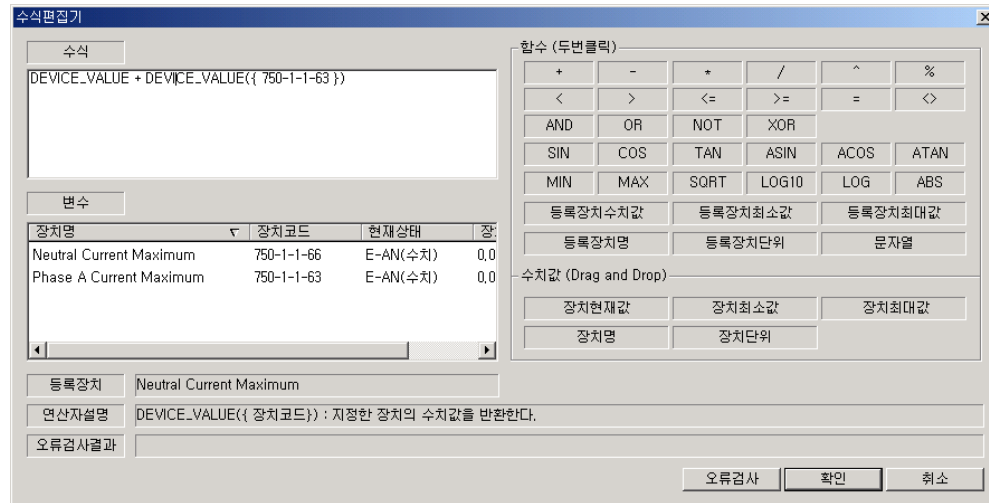 수식편집기
수식
DEVICE_VALUE + DEVICE_VALUE({ 750-1-1-63 })
변수
장치명 장치코드 현재상태 장
Neutral Current Maximum 750-1-1-66 E-AN(수치) 0,0
Phase A Current Maximum 750-1-1-63 E-AN(수치) 0,0
함수 (두번클릭)
+ - * / ^ %
< > <= >= = <>
AND OR NOT XOR
SIN COS TAN ASIN ACOS ATAN
MIN MAX SQRT LOG10 LOG ABS
등록장치수치값 등록장치최소값 등록장치최대값
등록장치명 등록장치단위 문자열
수치값 (Drag and Drop)
장치현재값 장치최소값 장치최대값
장치명 장치단위
등록장치 Neutral Current Maximum
연산자설명 DEVICE_VALUE({ 장치코드}) : 지정한 장치의 수치값을 반환한다.
오류검사결과
오류검사 확인 취소